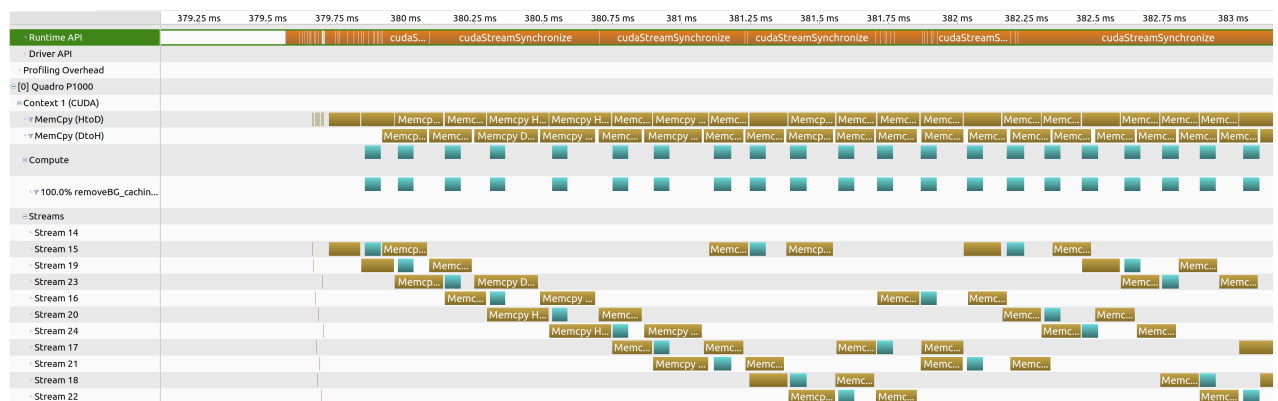 379.25 ms 379.5 ms 379.75 ms 380 ms 380.25 ms 380.5 ms 380.75 ms 381 ms 381.25 ms 381.5 ms 381.75 ms 382 ms 382.25 ms 382.5 ms 382.75 ms 383 ms
Runtime API cudaS... cudaStreamSynchronize cudaStreamSynchronize cudaStreamSynchronize cudaStreamS... cudaStreamSynchronize
Driver API
Profiling Overhead
[0] Quadro P1000
Context 1 (CUDA)
MemCpy (HtoD) Memcp... Memc... Memcpy H... Memcpy H... Memc... Memcpy ... Memc... Memcp... Memc... Memc... Memc... Memc... Memc... Memc... Memc... Memc...
MemCpy (DtoH) Memcp... Memc... Memcpy D... Memcpy ... Memc... Memcpy ... Memc... Memc... Memcp... Memc... Memc... Memc... Memc... Memc... Memc... Memc... Memc... Memc... Memc...
Compute
100.0% removeBG_cachin...
Streams
Stream 14
Stream 15 Memcp... Memc... Memcp... Memc...
Stream 19 Memc... Memc...
Stream 23 Memcp... Memcpy D... Memc... Memc...
Stream 16 Memc... Memcpy ... Memc... Memc...
Stream 20 Memcpy H... Memc... Memc... Memc...
Stream 24 Memcpy H... Memcpy ... Memc... Memc...
Stream 17 Memc... Memc... Memc... Memc...
Stream 21 Memcpy ... Memc... Memc... Memc...
Stream 18 Memc... Memc...
Stream 22 Memcp... Memc... Memc...